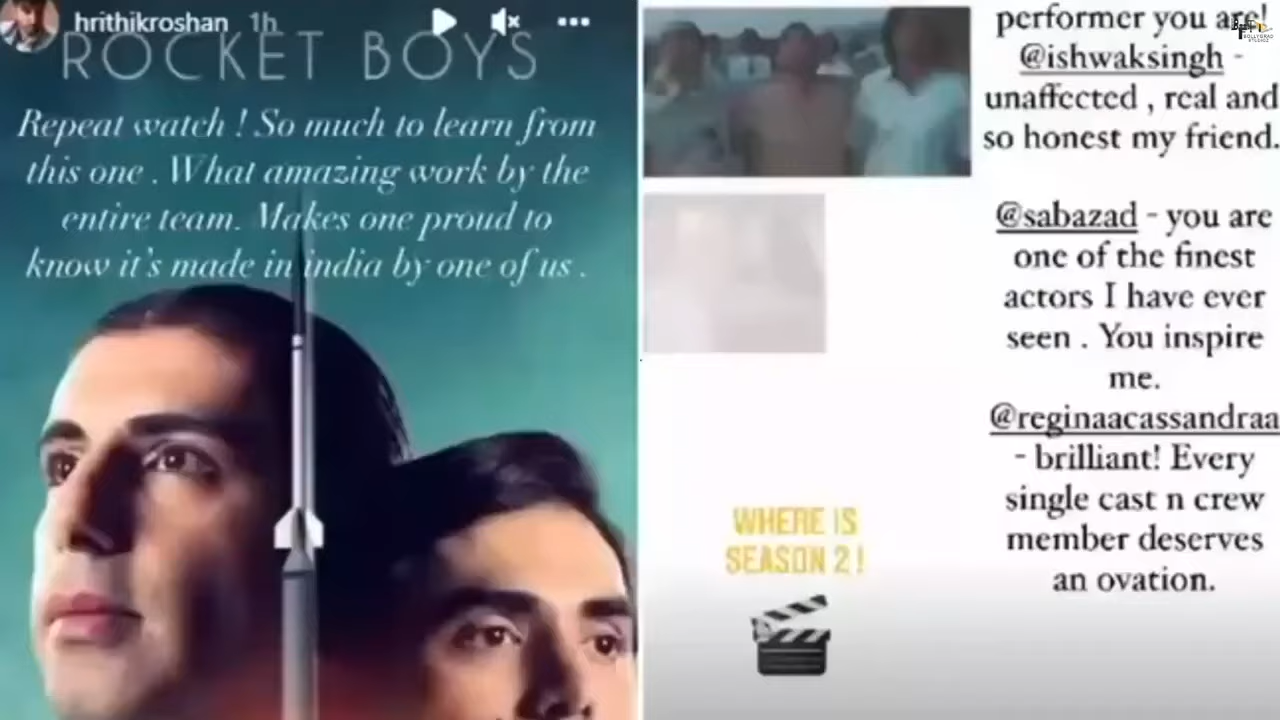 hrithikroshan 1h
ROCKET BOYS
Repeat watch ! So much to learn from
this one . What amazing work by the
entire team. Makes one proud to
know it's made in india by one of us .
performer you are!
@ishwaksingh -
unaffected , real and
so honest my friend.
@sabazad - you are
one of the finest
actors I have ever
seen . You inspire
me.
@reginaacassandraa
- brilliant! Every
single cast n crew
member deserves
an ovation.
WHERE IS
SEASON 2 !